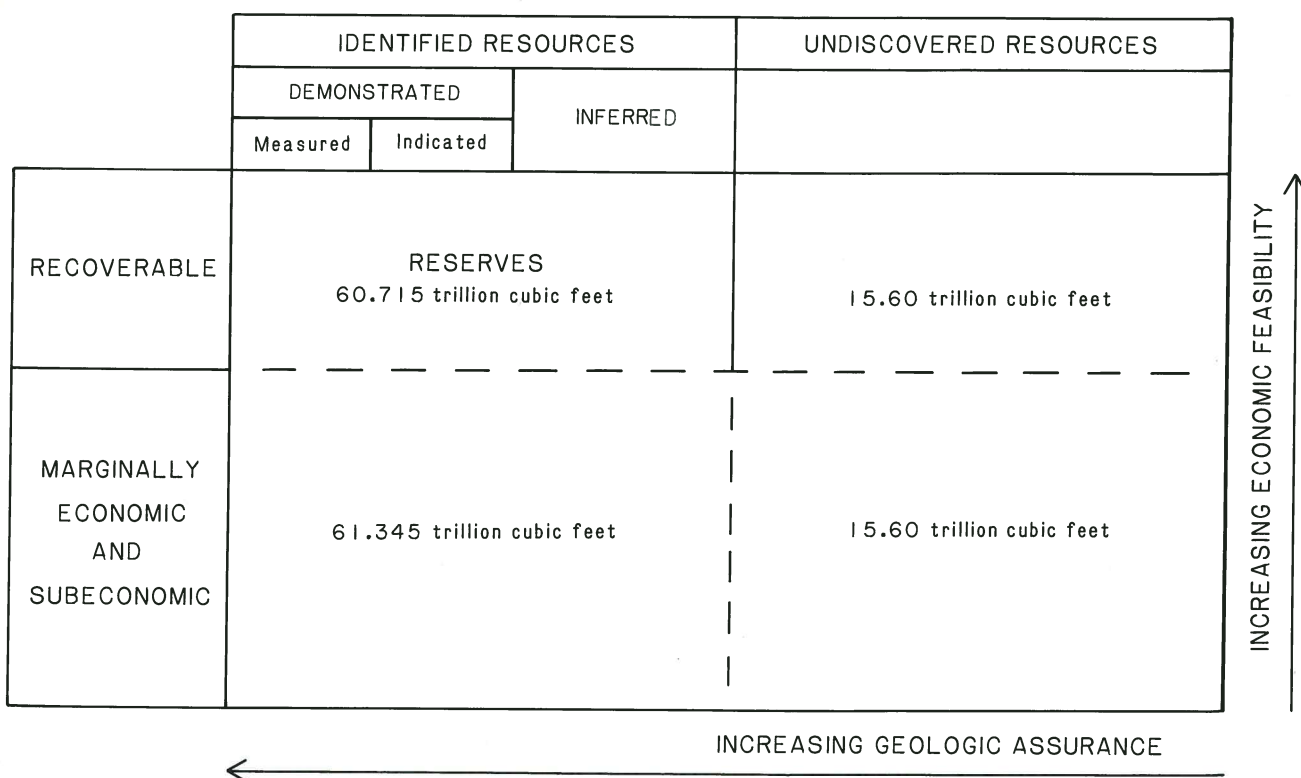 IDENTIFIED RESOURCES
UNDISCOVERED RESOURCES
DEMONSTRATED
INFERRED
Measured
Indicated
RECOVERABLE
RESERVES
60.715 trillion cubic feet
15.60 trillion cubic feet
MARGINALLY
ECONOMIC
AND
SUBECONOMIC
61.345 trillion cubic feet
15.60 trillion cubic feet
INCREASING ECONOMIC FEASIBILITY
INCREASING GEOLOGIC ASSURANCE